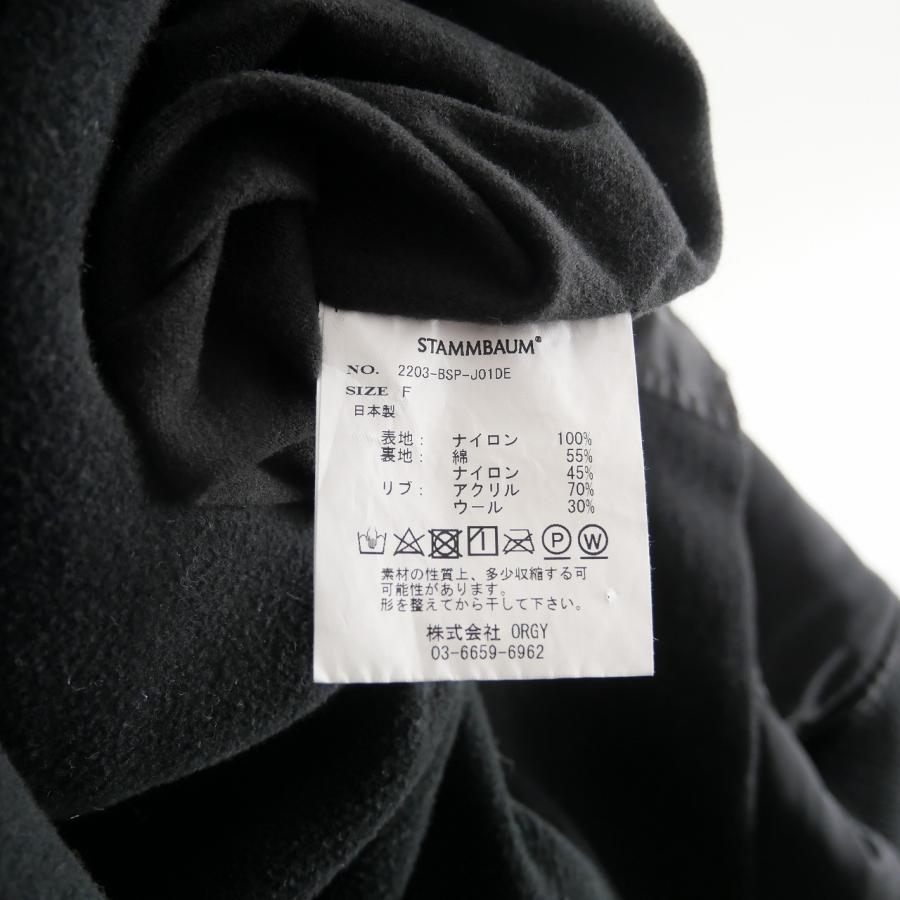 STAMMBAUM®
NO. 2203-BSP-J01DE
SIZE F
日本製
表地： ナイロン 100%
裏地： 綿 55%
ナイロン 45%
リブ： アクリル 70%
ウール 30%
P W
素材の性質上、多少収縮する可
可能性があります。
形を整えてから干して下さい。
株式会社 ORGY
03-6659-6962